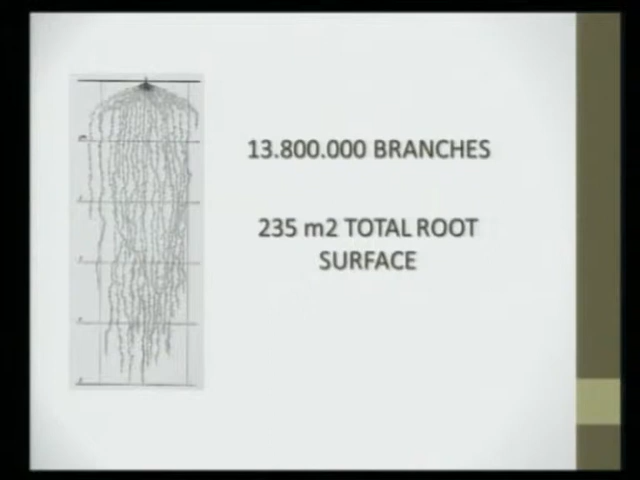 13.800.000 BRANCHES
235 m2 TOTAL ROOT
SURFACE